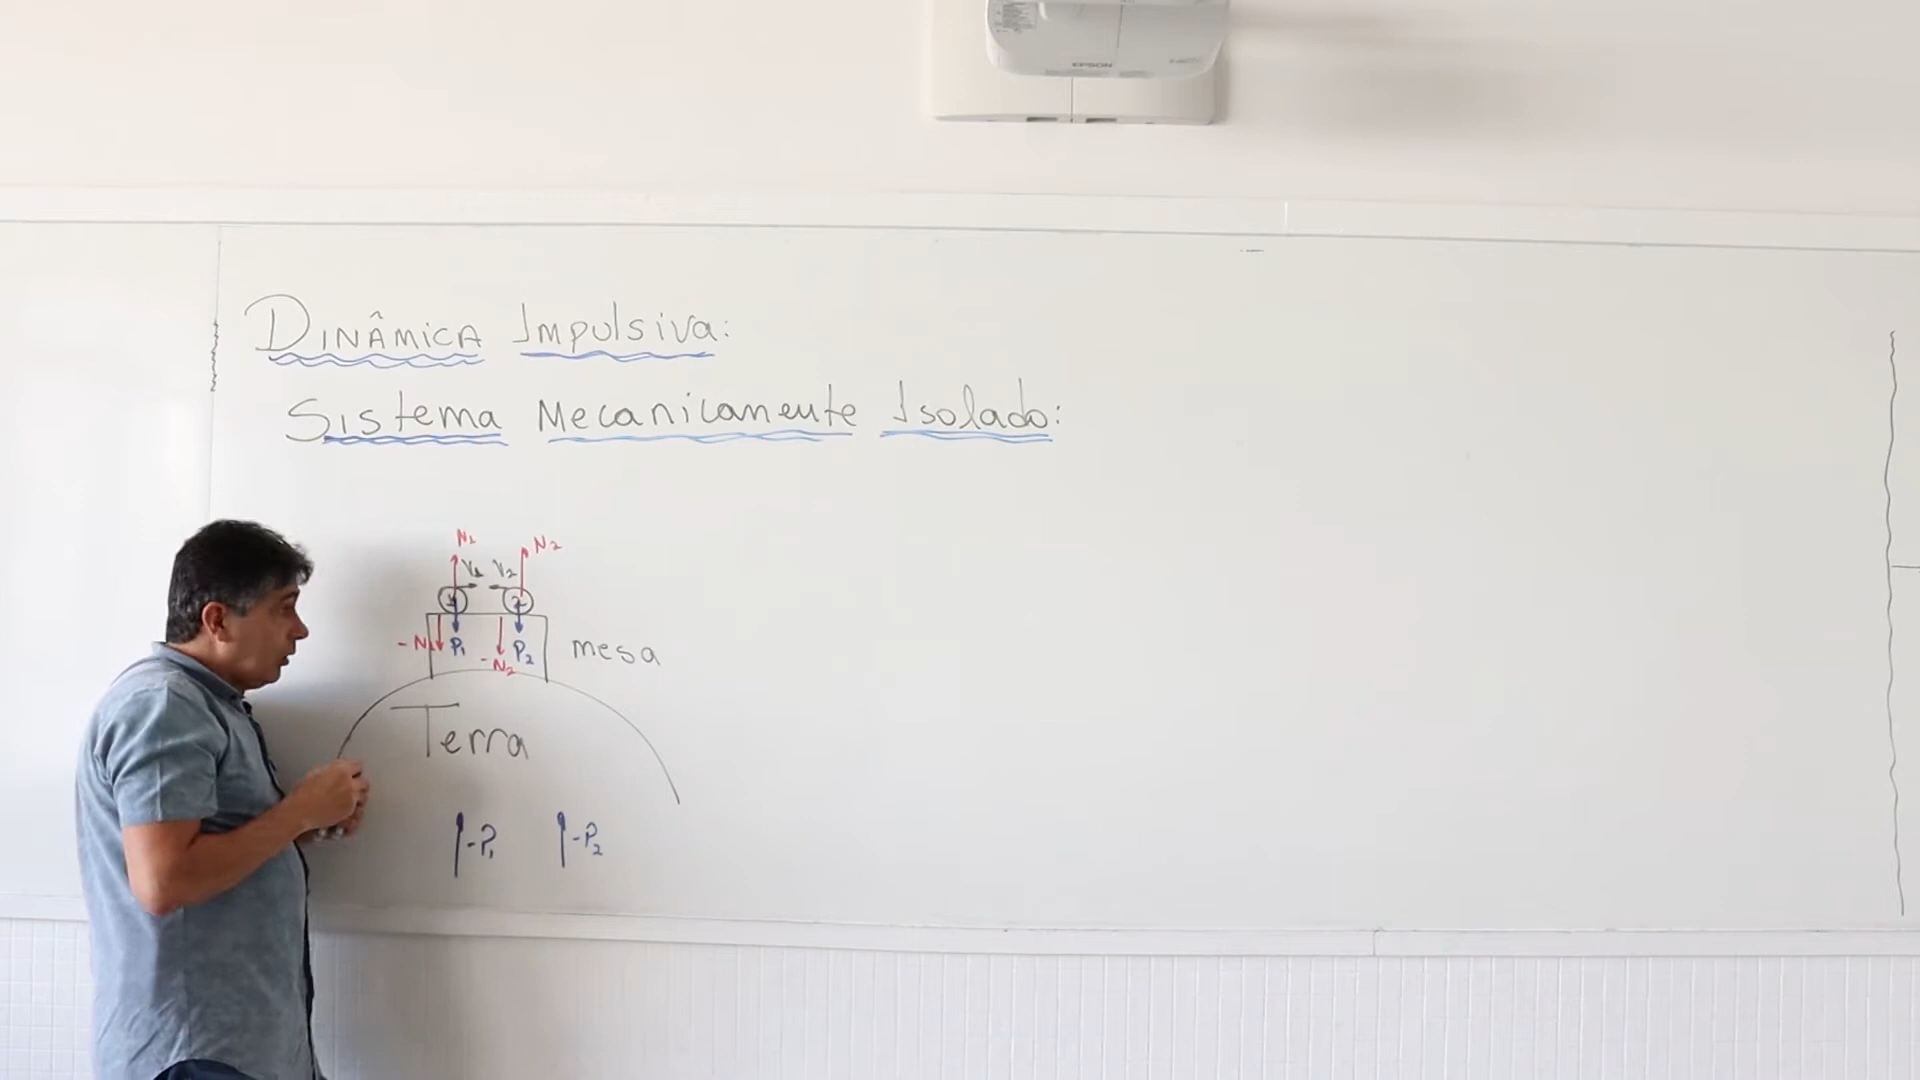 EPSON
DINÂMICA Impulsiva:
Sistema Mecanicamente Isolado:
N1 N2
V1 V2
1 2
-N1 P1 -N2 P2 mesa
Terra
-P1 -P2